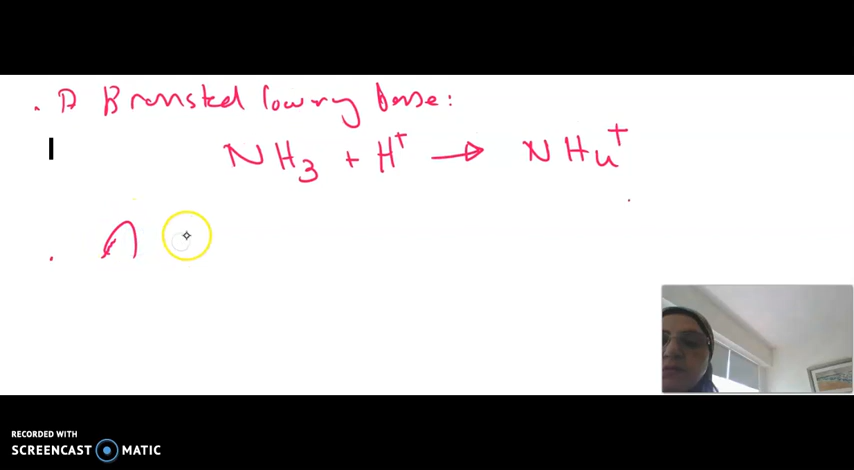 . A Bronsted lowry base:
NH3 + H+ → NH4+
. A
RECORDED WITH
SCREENCAST MATIC